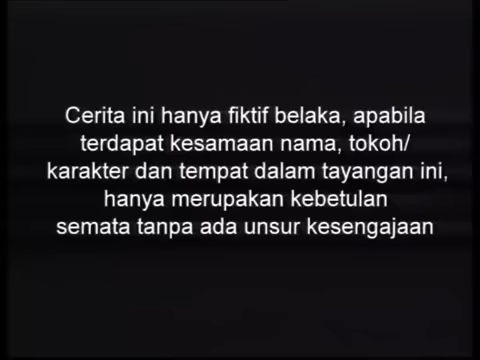 Cerita ini hanya fiktif belaka, apabila
terdapat kesamaan nama, tokoh/
karakter dan tempat dalam tayangan ini,
hanya merupakan kebetulan
semata tanpa ada unsur kesengajaan